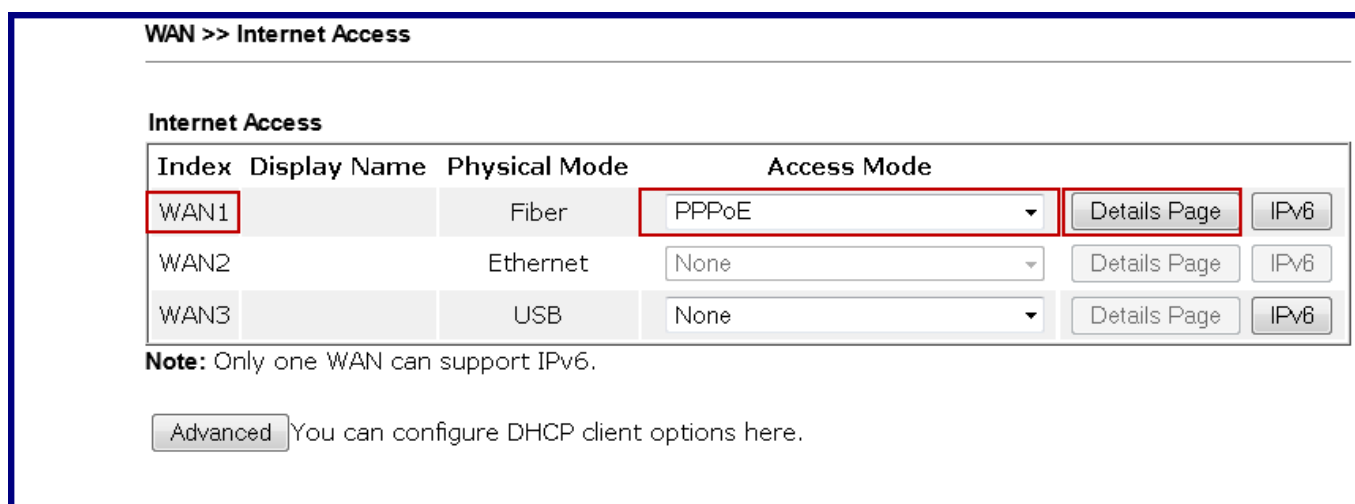 WAN >> Internet Access
Internet Access
Index Display Name Physical Mode Access Mode
WAN1 Fiber PPPoE Details Page IPv6
WAN2 Ethernet None Details Page IPv6
WAN3 USB None Details Page IPv6
Note: Only one WAN can support IPv6.
Advanced You can configure DHCP client options here.